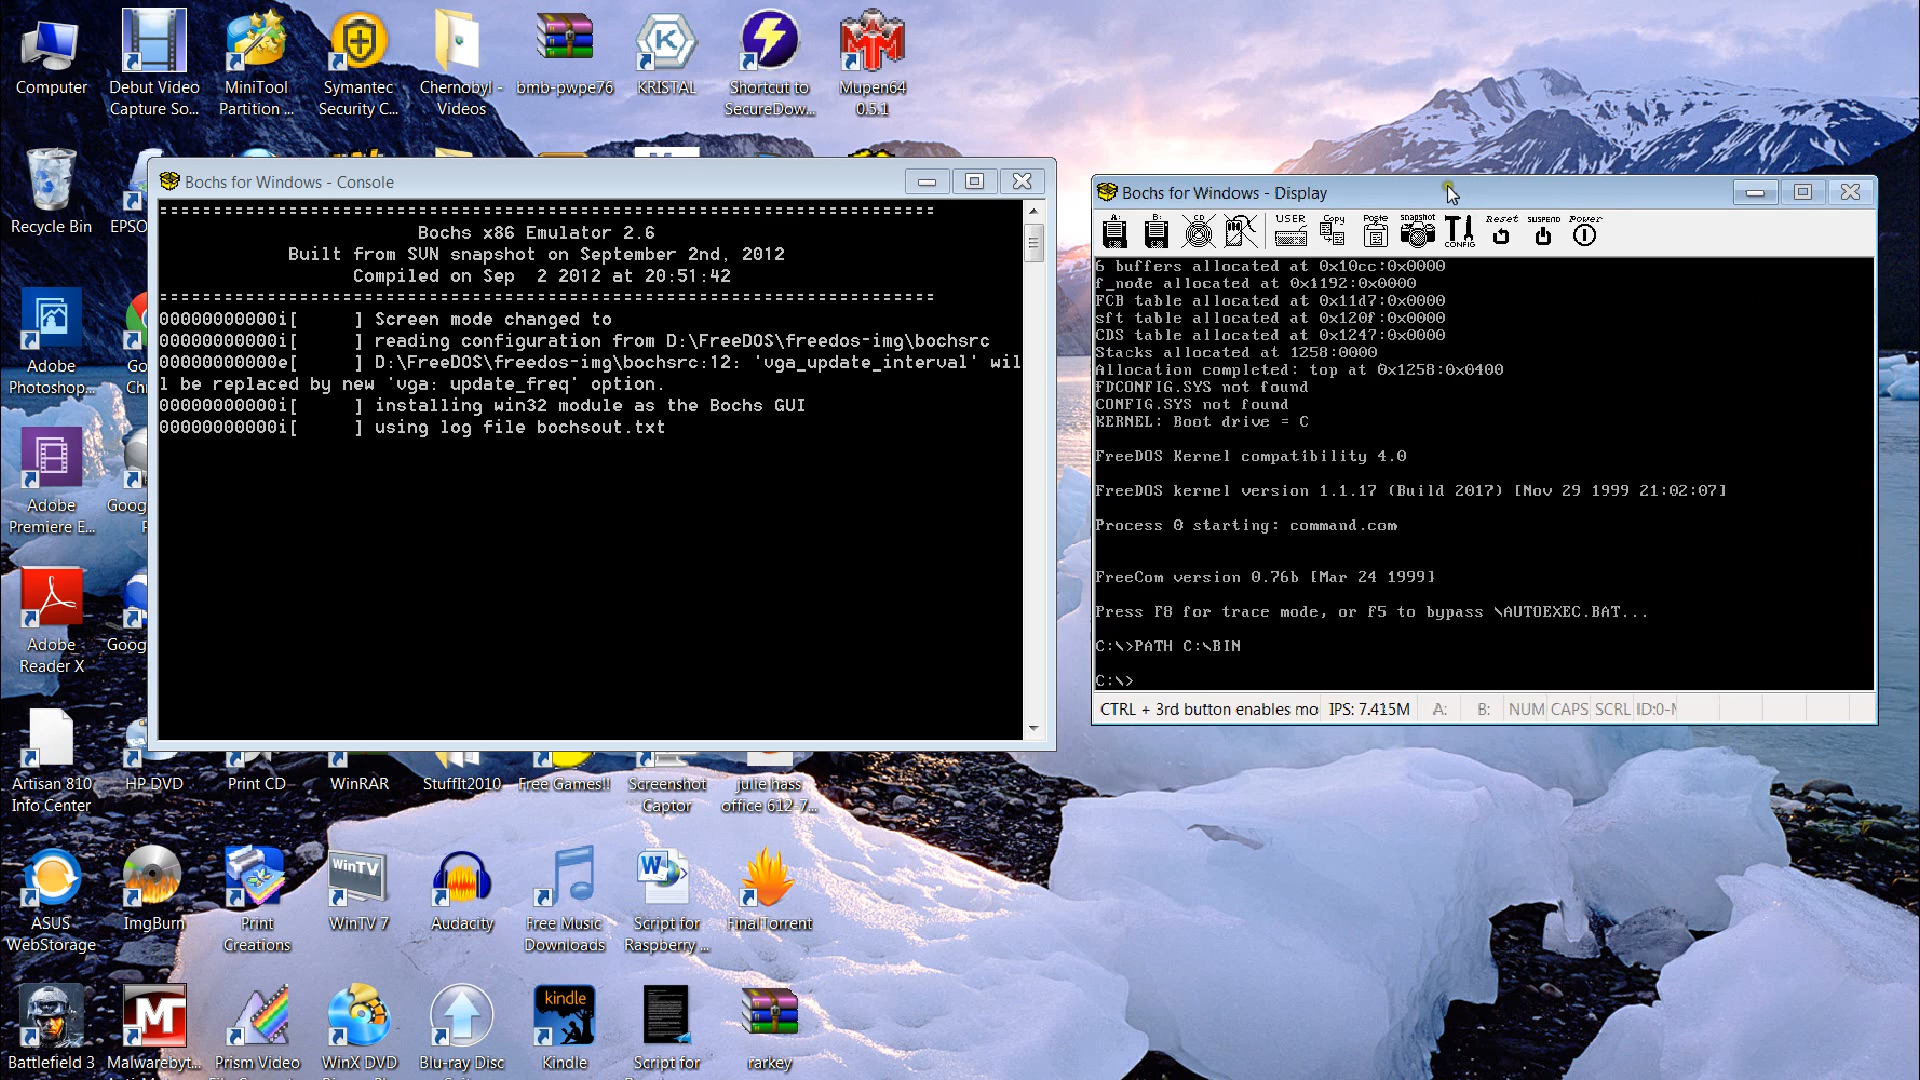 Computer
Debut Video
Capture So...
MiniTool
Partition ...
Symantec
Security C...
Chernobyl -
Videos
bmb-pwpe76
KRISTAL
Shortcut to
SecureDow...
Mupen64
0.5.1
Recycle Bin
EPSO
Adobe
Photoshop...
Go
Chr
Adobe
Premiere E...
Goog
Adobe
Reader X
Goog
Bochs for Windows - Console
Bochs x86 Emulator 2.6
Built from SVN snapshot on September 2nd, 2012
Compiled on Sep  2 2012 at 20:51:42
00000000000i[      ] Screen mode changed to
00000000000i[      ] reading configuration from D:\FreeDOS\freedos-img\bochsrc
00000000000e[      ] D:\FreeDOS\freedos-img\bochsrc:12: 'vga_update_interval' wil
l be replaced by new 'vga: update_freq' option.
00000000000i[      ] installing win32 module as the Bochs GUI
00000000000i[      ] using log file bochsout.txt
Bochs for Windows - Display
A:
B:
CD
USER
Copy
Paste
snapshot
CONFIG
Reset
SUSPEND
Power
6 buffers allocated at 0x10cc:0x0000
f_node allocated at 0x1192:0x0000
FCB table allocated at 0x11d7:0x0000
sft table allocated at 0x120f:0x0000
CDS table allocated at 0x1247:0x0000
Stacks allocated at 1258:0000
Allocation completed: top at 0x1258:0x0400
FDCONFIG.SYS not found
CONFIG.SYS not found
KERNEL: Boot drive = C
FreeDOS Kernel compatibility 4.0
FreeDOS kernel version 1.1.17 (Build 2017) [Nov 29 1999 21:02:07]
Process 0 starting: command.com
FreeCom version 0.76b [Mar 24 1999]
Press F8 for trace mode, or F5 to bypass \AUTOEXEC.BAT...
C:\>PATH C:\BIN
C:\>
CTRL + 3rd button enables mo
IPS: 7.415M
A:
B:
NUM
CAPS
SCRL
ID:0-
Artisan 810
Info Center
HP DVD
Print CD
WinRAR
StuffIt2010
Free Games!!
Screenshot
Captor
julie hass
office 612-7...
ASUS
WebStorage
ImgBurn
Print
Creations
WinTV
WinTV 7
Audacity
Free Music
Downloads
Script for
Raspberry ...
FinalTorrent
Battlefield 3
Malwarebyt...
Prism Video
WinX DVD
Blu-ray Disc
kindle
Kindle
Script for
rarkey